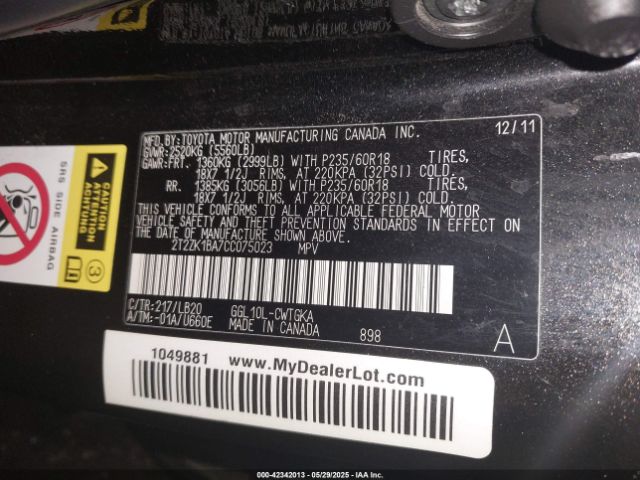 MFD.BY:TOYOTA MOTOR MANUFACTURING CANADA INC. 12/11
GVWR:2520KG (5560LB)
GAWR:FRT. 1360KG (2999LB) WITH P235/60R18 TIRES,
18X7 1/2J RIMS, AT 220KPA (32PSI) COLD.
RR. 1385KG (3056LB) WITH P235/60R18 TIRES,
18X7 1/2J RIMS, AT 220KPA (32PSI) COLD.
THIS VEHICLE CONFORMS TO ALL APPLICABLE FEDERAL MOTOR
VEHICLE SAFETY AND THEFT PREVENTION STANDARDS IN EFFECT ON
THE DATE OF MANUFACTURE SHOWN ABOVE.
2T2ZK1BA7CC075023 MPV
C/TR:217/LB20 GGL10L-CWTGKA
A/TM:-01A/U660E MADE IN CANADA 898 A
SRS SIDE AIRBAG
3
1049881 www.MyDealerLot.com
000-42342013 - 05/29/2025 - IAA Inc.